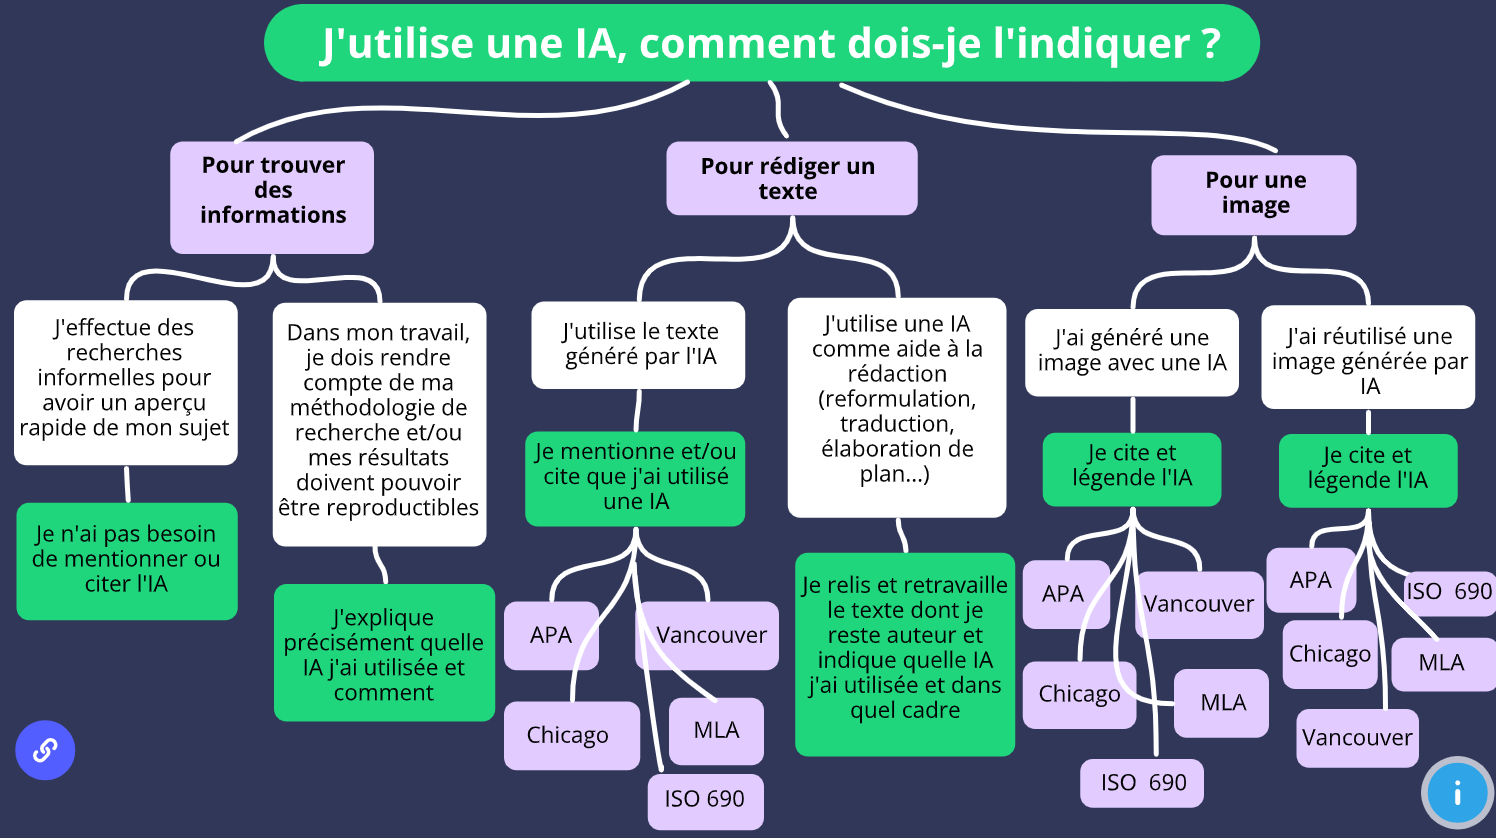 J'utilise une IA, comment dois-je l'indiquer ?
Pour trouver
des
informations
J'effectue des
recherches
informelles pour
avoir un aperçu
rapide de mon sujet
Je n'ai pas besoin
de mentionner ou
citer l'IA
Dans mon travail,
je dois rendre
compte de ma
méthodologie de
recherche et/ou
mes résultats
doivent pouvoir
être reproductibles
J'explique
précisément quelle
IA j'ai utilisée et
comment
Pour rédiger un
texte
J'utilise le texte
généré par l'IA
Je mentionne et/ou
cite que j'ai utilisé
une IA
APA
Vancouver
Chicago
MLA
ISO 690
J'utilise une IA
comme aide à la
rédaction
(reformulation,
traduction,
élaboration de
plan...)
Je relis et retravaille
le texte dont je
reste auteur et
indique quelle IA
j'ai utilisée et dans
quel cadre
Pour une
image
J'ai généré une
image avec une IA
Je cite et
légende l'IA
APA
Vancouver
Chicago
MLA
ISO 690
J'ai réutilisé une
image générée par
IA
Je cite et
légende l'IA
APA
ISO 690
Chicago
MLA
Vancouver
i